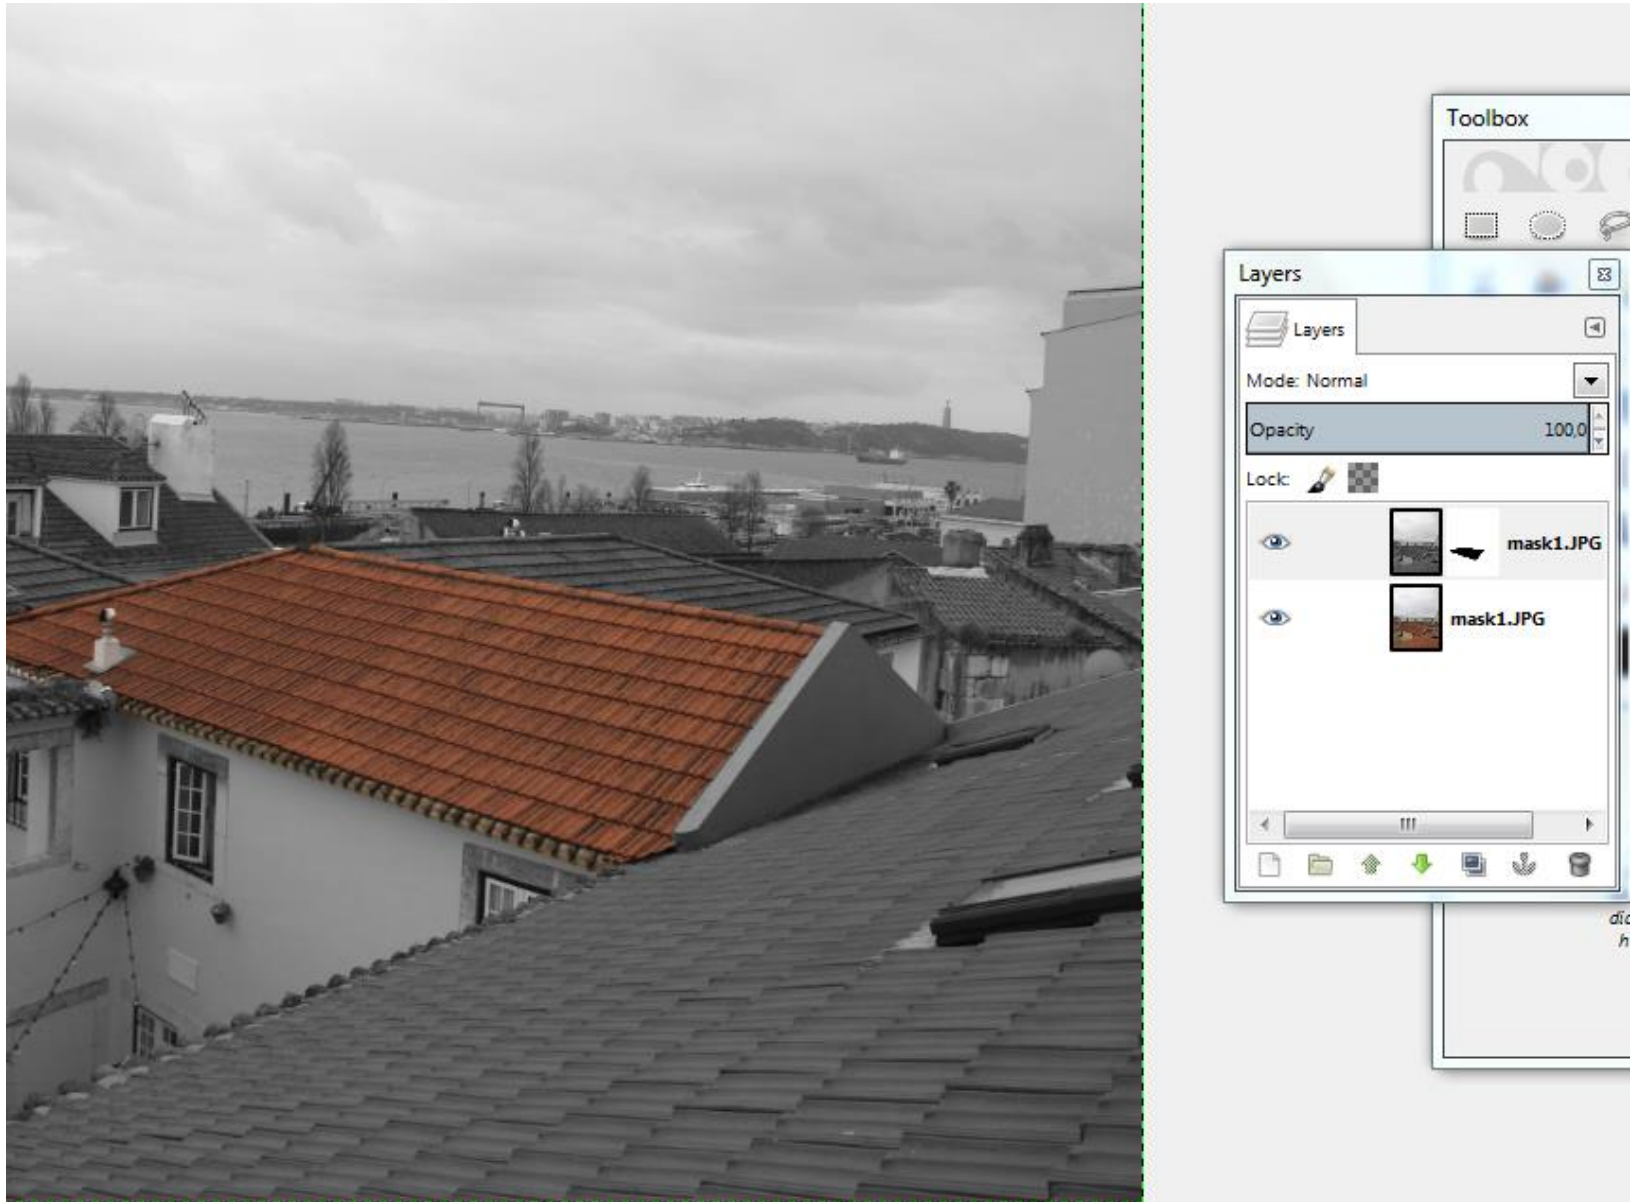 Toolbox
Layers
Layers
Mode: Normal
Opacity 100,0
Lock:
mask1.JPG
mask1.JPG